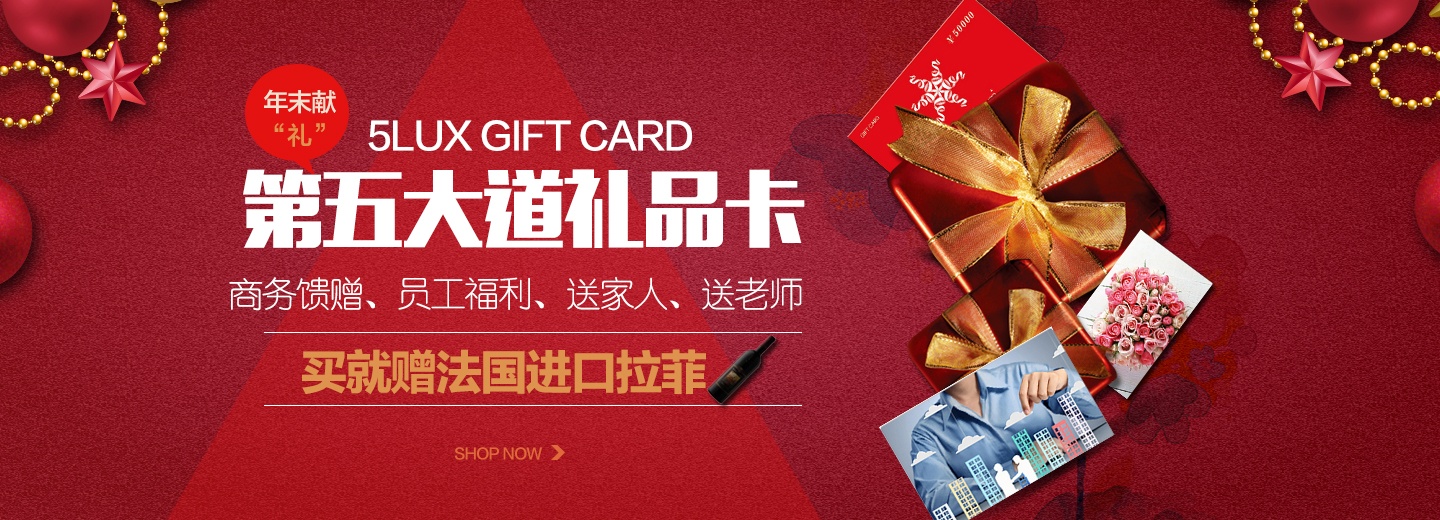 年末献
“礼”
5LUX GIFT CARD
第五大道礼品卡
商务馈赠、员工福利、送家人、送老师
买就赠法国进口拉菲
SHOP NOW
￥50000
GIFT CARD